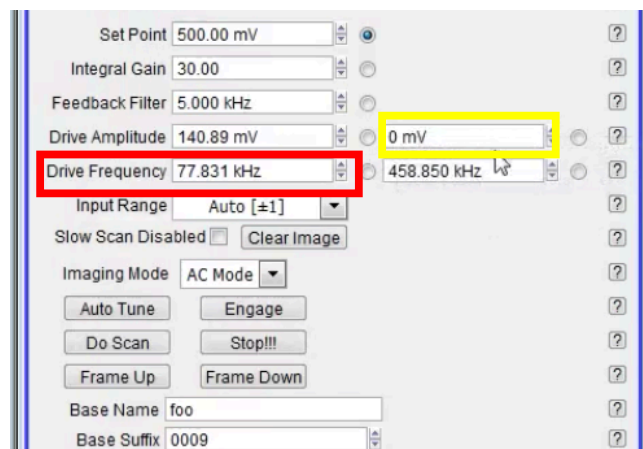 Set Point 500.00 mV ?
Integral Gain 30.00 ?
Feedback Filter 5.000 kHz ?
Drive Amplitude 140.89 mV 0 mV ?
Drive Frequency 77.831 kHz 458.850 kHz ?
Input Range Auto [±1] ?
Slow Scan Disabled Clear Image ?
Imaging Mode AC Mode ?
Auto Tune Engage ?
Do Scan Stop!!! ?
Frame Up Frame Down ?
Base Name foo ?
Base Suffix 0009 ?